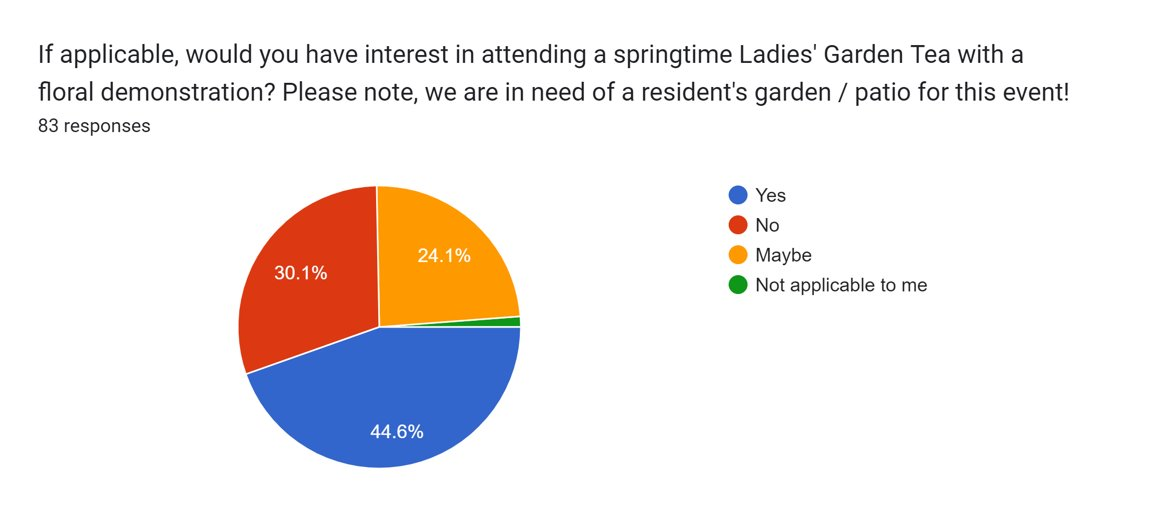 If applicable, would you have interest in attending a springtime Ladies' Garden Tea with a
floral demonstration? Please note, we are in need of a resident's garden / patio for this event!
83 responses
Yes
No
Maybe
Not applicable to me
24.1%
30.1%
44.6%